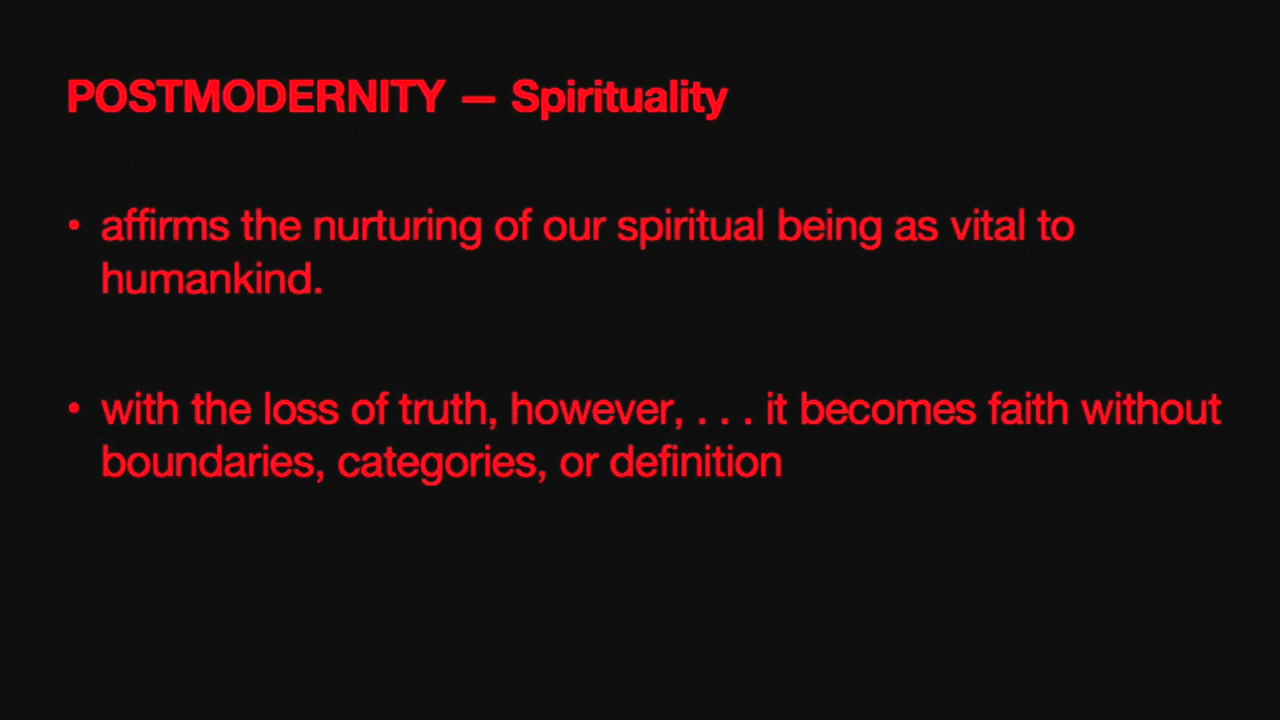 POSTMODERNITY — Spirituality
• affirms the nurturing of our spiritual being as vital to
humankind.
• with the loss of truth, however, . . . it becomes faith without
boundaries, categories, or definition